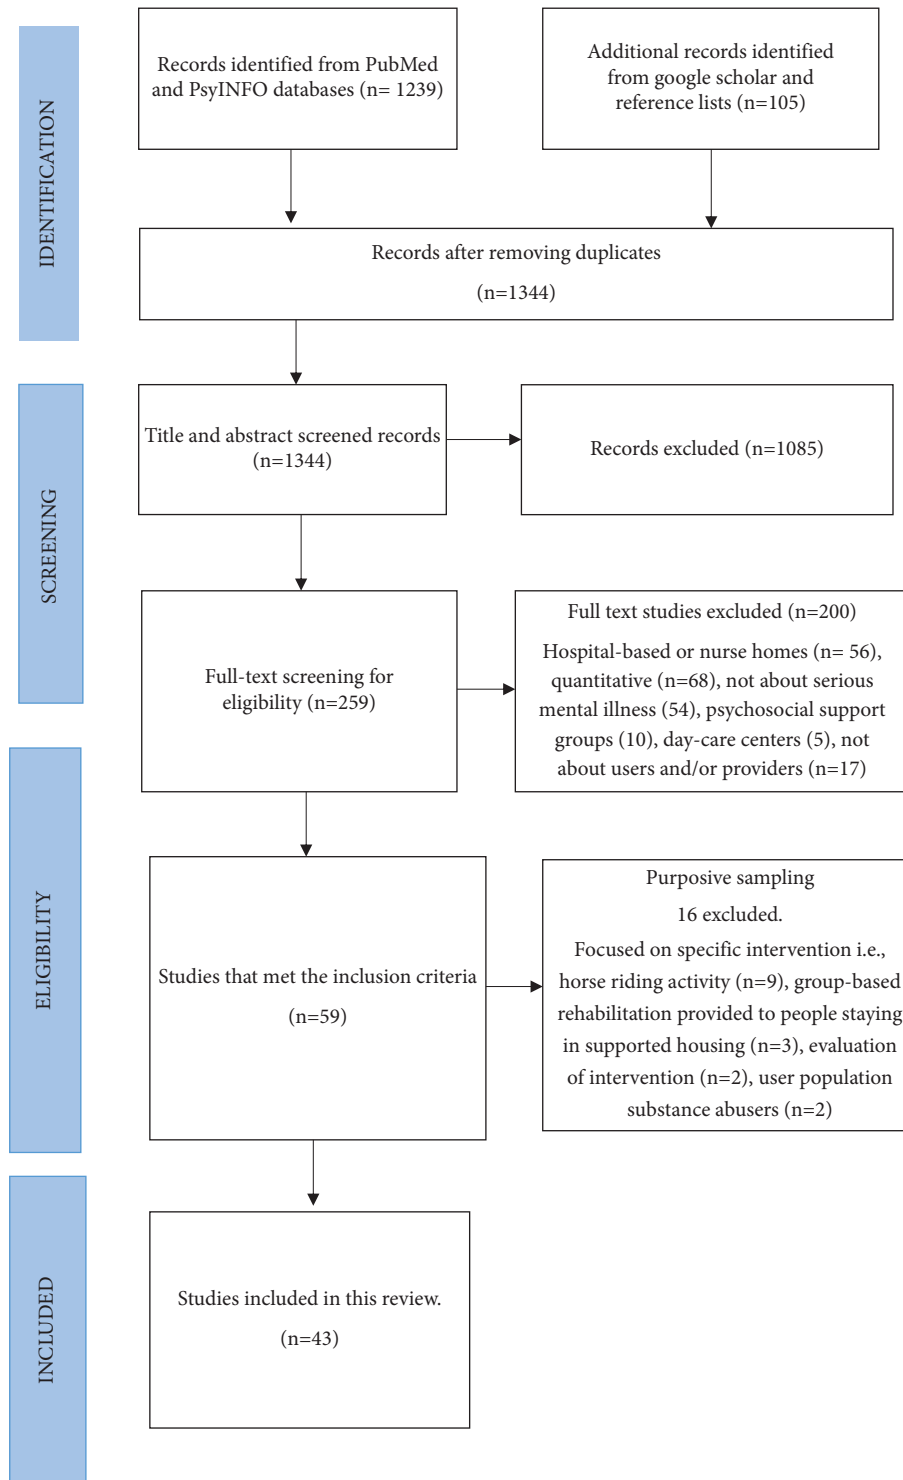 IDENTIFICATION
Records identified from PubMed
and PsyINFO databases (n= 1239)
Additional records identified
from google scholar and
reference lists (n=105)
Records after removing duplicates
(n=1344)
SCREENING
Title and abstract screened records
(n=1344)
Records excluded (n=1085)
Full-text screening for
eligibility (n=259)
Full text studies excluded (n=200)
Hospital-based or nurse homes (n= 56),
quantitative (n=68), not about serious
mental illness (54), psychosocial support
groups (10), day-care centers (5), not
about users and/or providers (n=17)
ELIGIBILITY
Studies that met the inclusion criteria
(n=59)
Purposive sampling
16 excluded.
Focused on specific intervention i.e.,
horse riding activity (n=9), group-based
rehabilitation provided to people staying
in supported housing (n=3), evaluation
of intervention (n=2), user population
substance abusers (n=2)
INCLUDED
Studies included in this review.
(n=43)